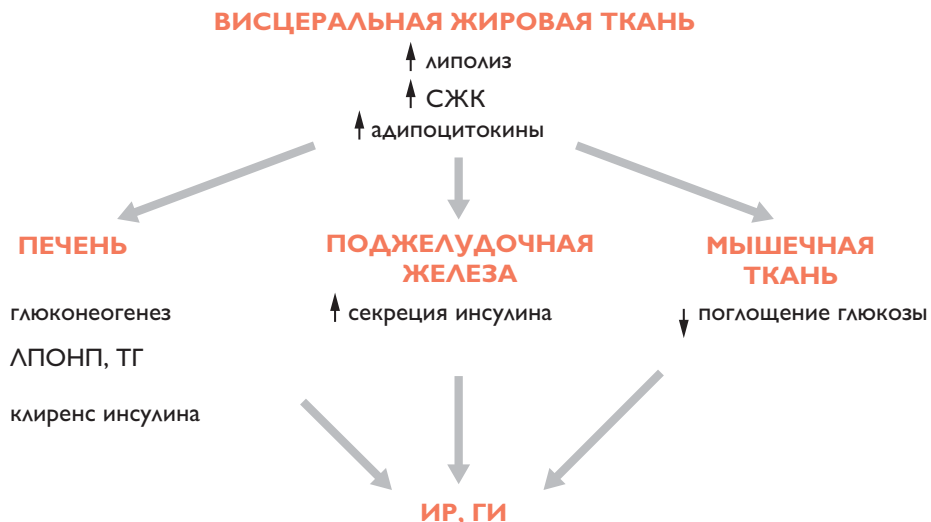 ВИСЦЕРАЛЬНАЯ ЖИРОВАЯ ТКАНЬ
липолиз
СЖК
адипоцитокины
ПЕЧЕНЬ
глюконеогенез
ЛПОНП, ТГ
клиренс инсулина
ПОДЖЕЛУДОЧНАЯ
ЖЕЛЕЗА
секреция инсулина
МЫШЕЧНАЯ
ТКАНЬ
поглощение глюкозы
ИР, ГИ